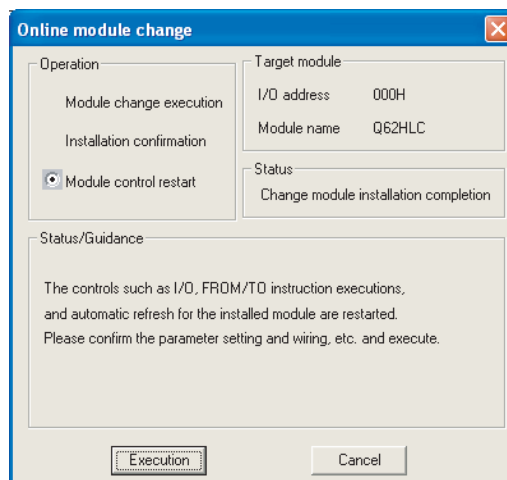 Online module change
Operation
Module change execution
Installation confirmation
Module control restart
Target module
I/O address 000H
Module name Q62HLC
Status
Change module installation completion
Status/Guidance
The controls such as I/O, FROM/TO instruction executions,
and automatic refresh for the installed module are restarted.
Please confirm the parameter setting and wiring, etc. and execute.
Execution Cancel